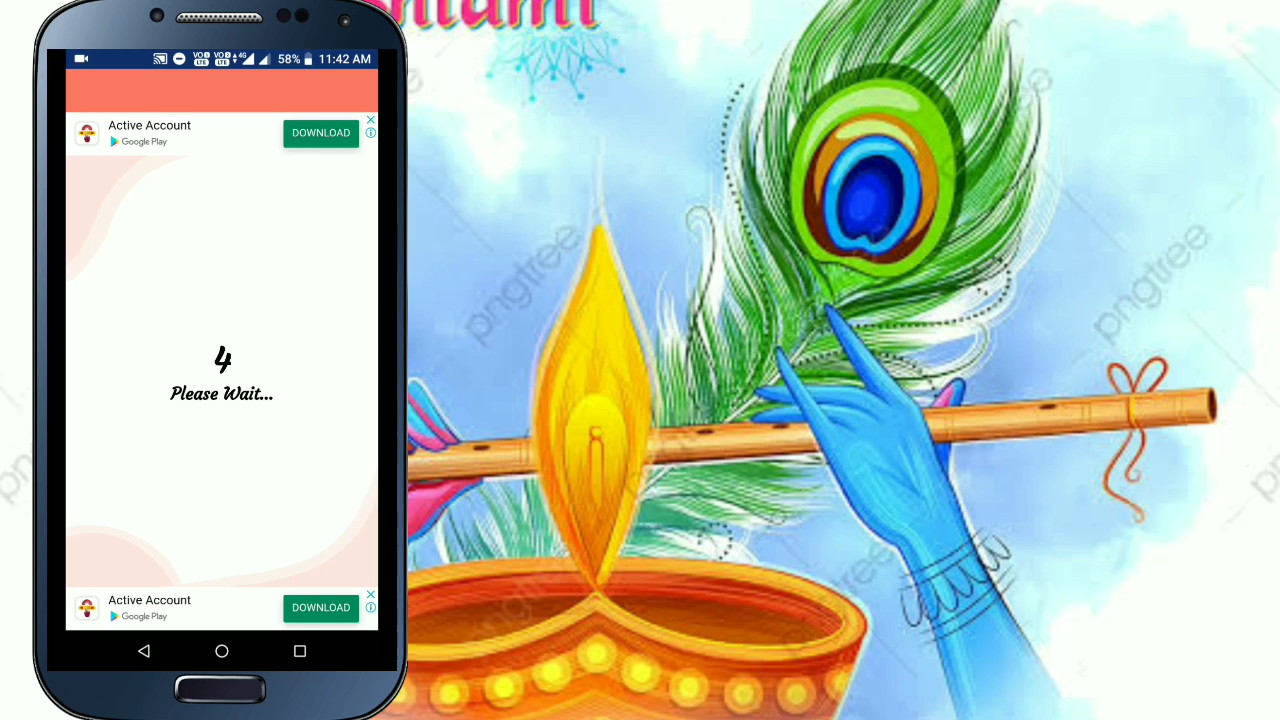 58% 11:42 AM
Active Account
Google Play
DOWNLOAD
4
Please Wait...
Active Account
Google Play
DOWNLOAD
pngtree
pngtree
pngtree